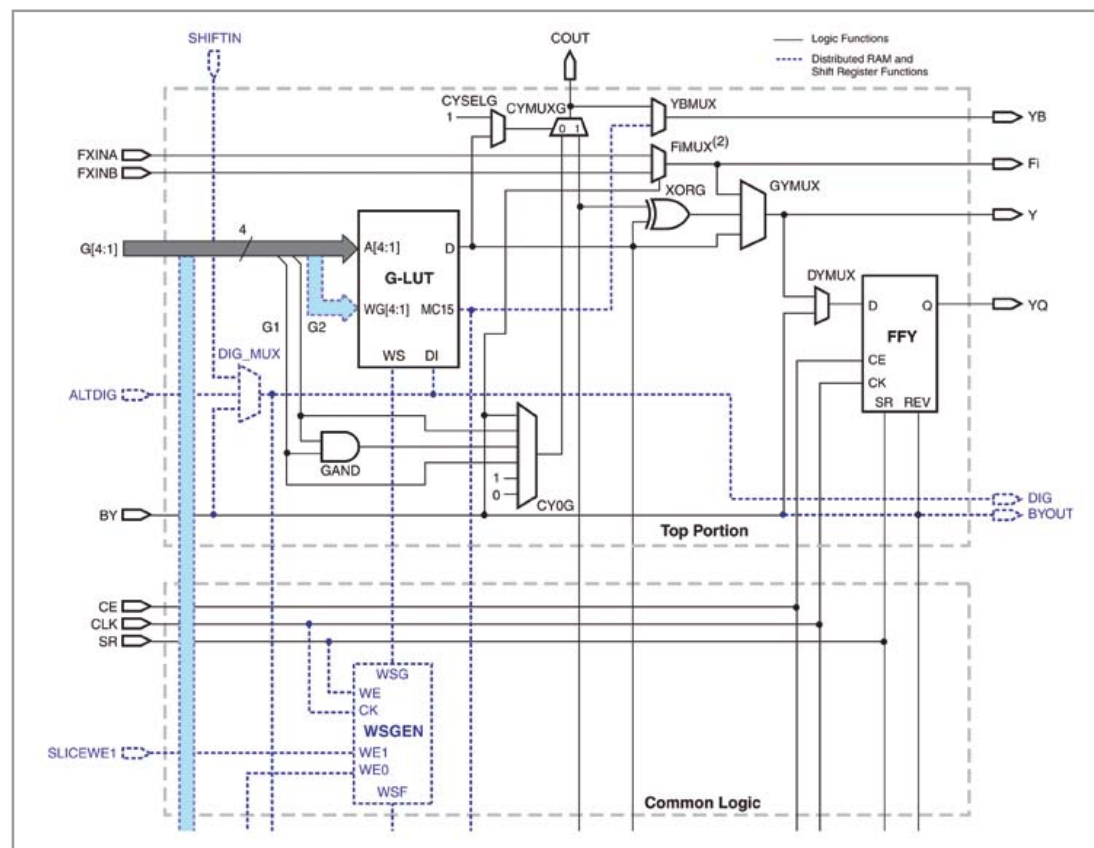 SHIFTIN
COUT
Logic Functions
Distributed RAM and
Shift Register Functions
CYSELG
CYMUXG
YBMUX
1
0 1
YB
FXINA
FiMUX(2)
Fi
FXINB
XORG
GYMUX
Y
4
G[4:1]
A[4:1]
D
G-LUT
DYMUX
WG[4:1]
MC15
D
Q
YQ
G1
G2
FFY
WS
DI
DIG_MUX
CE
CK
ALTDIG
SR
REV
GAND
1
0
CY0G
DIG
BY
BYOUT
Top Portion
CE
CLK
SR
WSG
WE
CK
WSGEN
SLICEWE1
WE1
WE0
WSF
Common Logic